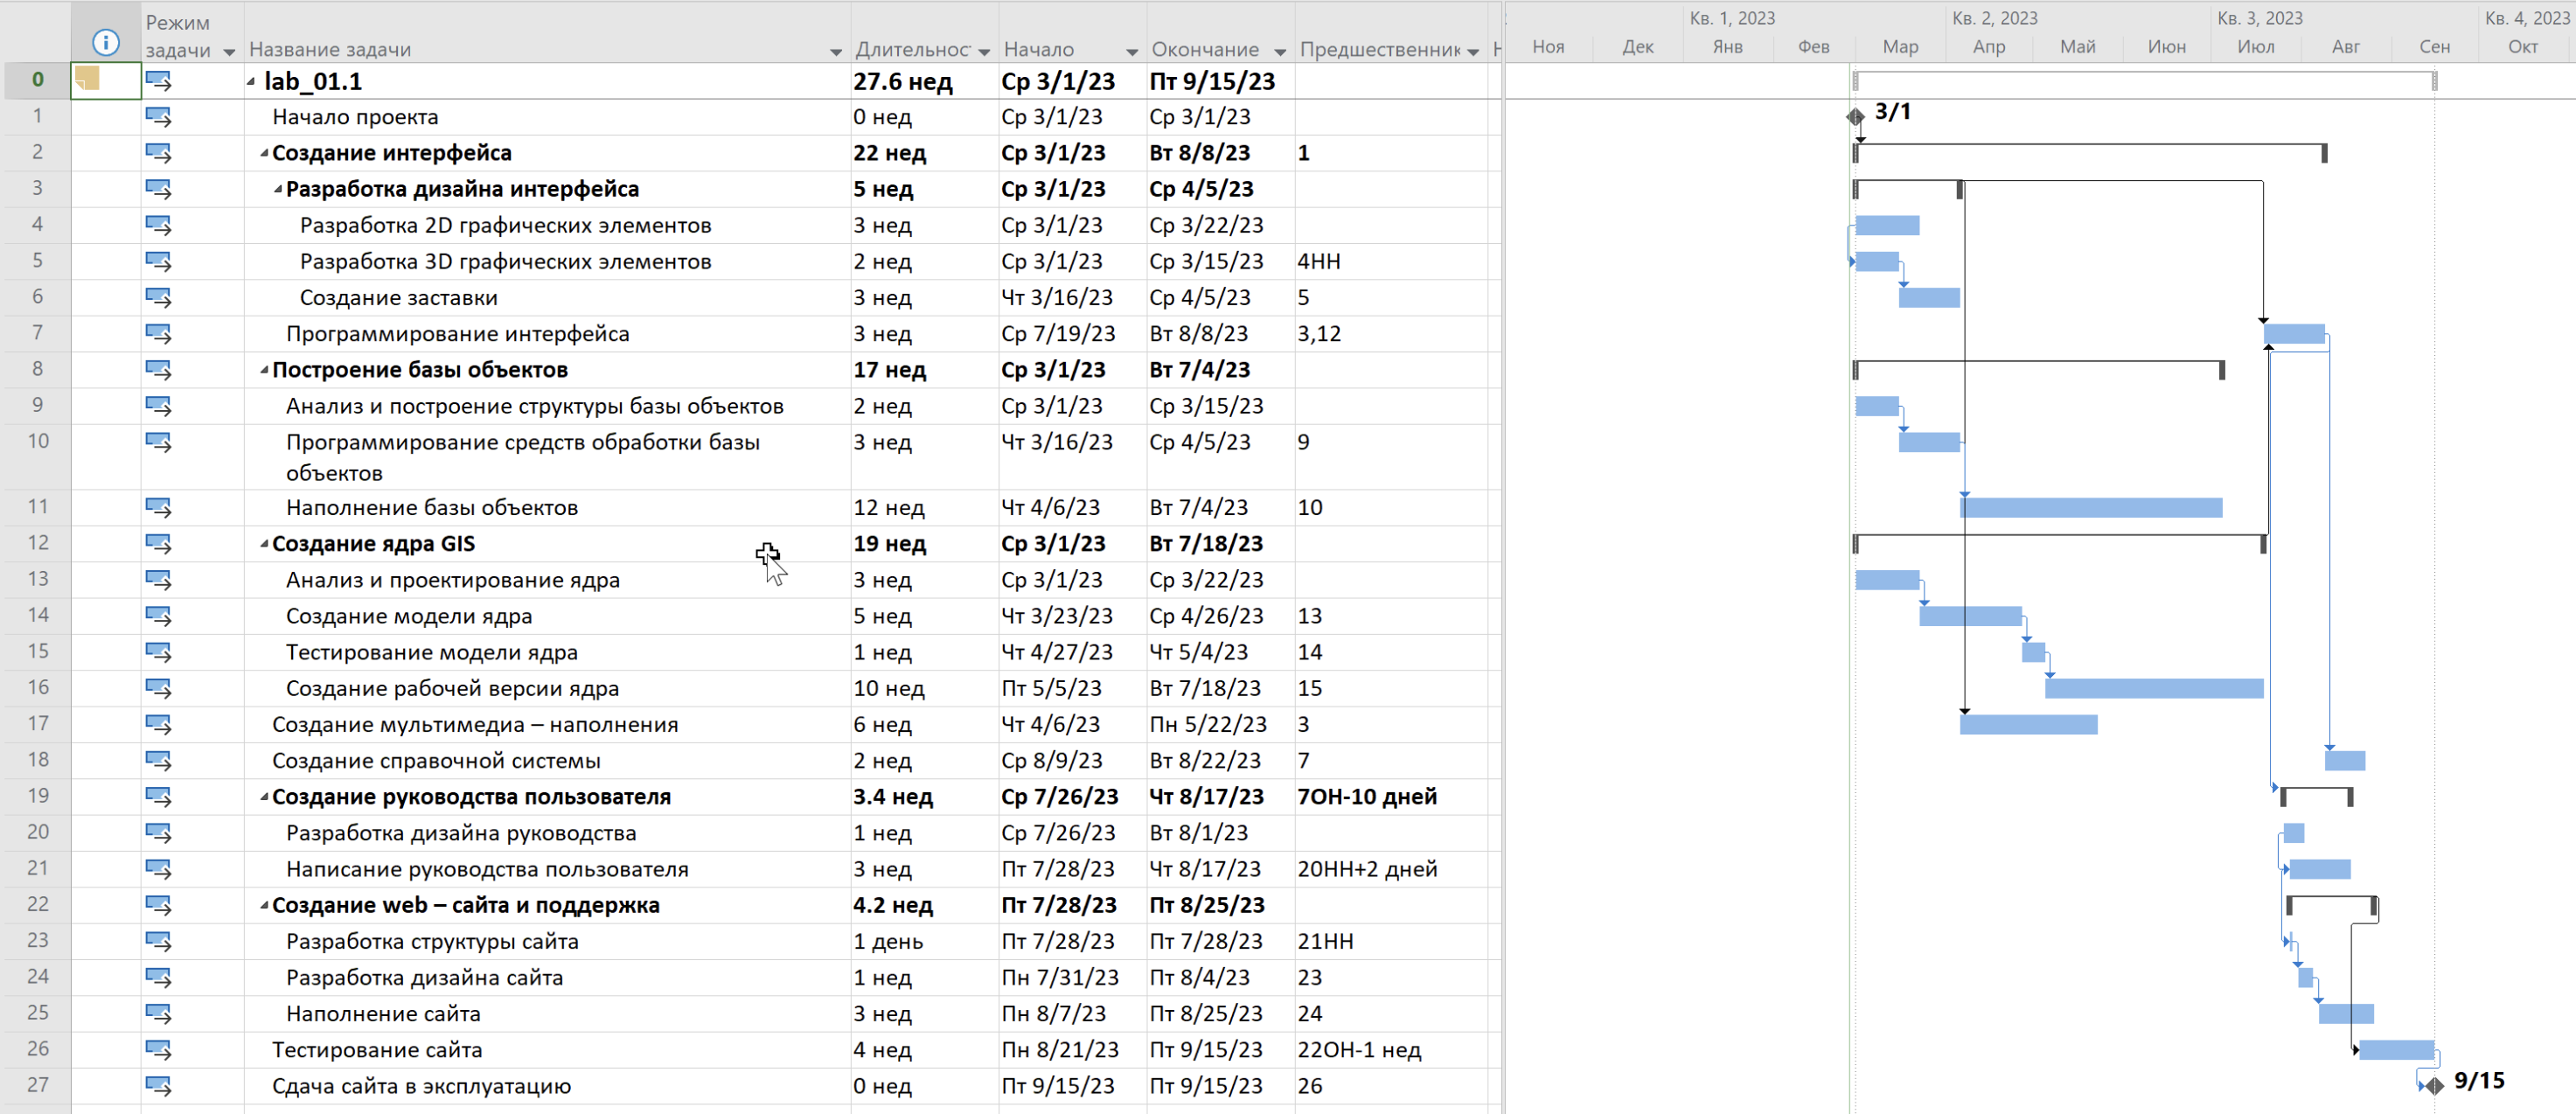 Режим задачи Название задачи Длительнос Начало Окончание Предшественник Н
Кв. 1, 2023 Кв. 2, 2023 Кв. 3, 2023 Кв. 4, 2023
Ноя Дек Янв Фев Мар Апр Май Июн Июл Авг Сен Окт
0 lab_01.1 27.6 нед Ср 3/1/23 Пт 9/15/23
1 Начало проекта 0 нед Ср 3/1/23 Ср 3/1/23 3/1
2 Создание интерфейса 22 нед Ср 3/1/23 Вт 8/8/23 1
3 Разработка дизайна интерфейса 5 нед Ср 3/1/23 Ср 4/5/23
4 Разработка 2D графических элементов 3 нед Ср 3/1/23 Ср 3/22/23
5 Разработка 3D графических элементов 2 нед Ср 3/1/23 Ср 3/15/23 4НН
6 Создание заставки 3 нед Чт 3/16/23 Ср 4/5/23 5
7 Программирование интерфейса 3 нед Ср 7/19/23 Вт 8/8/23 3,12
8 Построение базы объектов 17 нед Ср 3/1/23 Вт 7/4/23
9 Анализ и построение структуры базы объектов 2 нед Ср 3/1/23 Ср 3/15/23
10 Программирование средств обработки базы 3 нед Чт 3/16/23 Ср 4/5/23 9
объектов
11 Наполнение базы объектов 12 нед Чт 4/6/23 Вт 7/4/23 10
12 Создание ядра GIS 19 нед Ср 3/1/23 Вт 7/18/23
13 Анализ и проектирование ядра 3 нед Ср 3/1/23 Ср 3/22/23
14 Создание модели ядра 5 нед Чт 3/23/23 Ср 4/26/23 13
15 Тестирование модели ядра 1 нед Чт 4/27/23 Чт 5/4/23 14
16 Создание рабочей версии ядра 10 нед Пт 5/5/23 Вт 7/18/23 15
17 Создание мультимедиа – наполнения 6 нед Чт 4/6/23 Пн 5/22/23 3
18 Создание справочной системы 2 нед Ср 8/9/23 Вт 8/22/23 7
19 Создание руководства пользователя 3.4 нед Ср 7/26/23 Чт 8/17/23 7ОН-10 дней
20 Разработка дизайна руководства 1 нед Ср 7/26/23 Вт 8/1/23
21 Написание руководства пользователя 3 нед Пт 7/28/23 Чт 8/17/23 20НН+2 дней
22 Создание web – сайта и поддержка 4.2 нед Пт 7/28/23 Пт 8/25/23
23 Разработка структуры сайта 1 день Пт 7/28/23 Пт 7/28/23 21НН
24 Разработка дизайна сайта 1 нед Пн 7/31/23 Пт 8/4/23 23
25 Наполнение сайта 3 нед Пн 8/7/23 Пт 8/25/23 24
26 Тестирование сайта 4 нед Пн 8/21/23 Пт 9/15/23 22ОН-1 нед
27 Сдача сайта в эксплуатацию 0 нед Пт 9/15/23 Пт 9/15/23 26 9/15